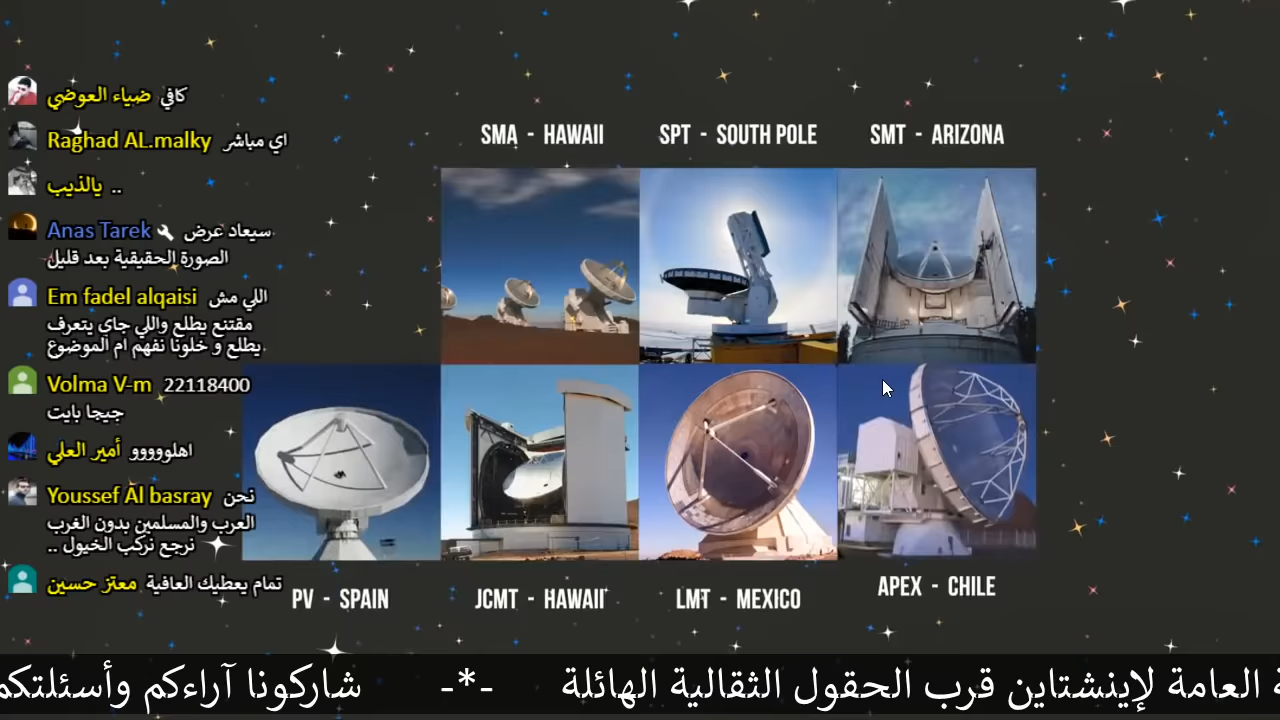 SMA - HAWAII
SPT - SOUTH POLE
SMT - ARIZONA
ضياء العوضي كافي
Raghad AL.malky اي مباشر
يالذيب ..
Anas Tarek سيعاد عرض
الصورة الحقيقية بعد قليل
Em fadel alqaisi اللي مش
مقتنع يطلع واللي جاي يتعرف
يطلع و خلونا نفهم ام الموضوع
Volma V-m 22118400
جيجا بايت
أمير العلي اهلووووو
Youssef Al basray نحن
العرب والمسلمين بدون الغرب
نرجع نركب الخيول ..
معتز حسين تمام يعطيك العافية
PV - SPAIN
JCMT - HAWAII
LMT - MEXICO
APEX - CHILE
ة العامة لإينشتاين قرب الحقول الثقالية الهائلة -*- شاركونا آراءكم وأسئلتكم